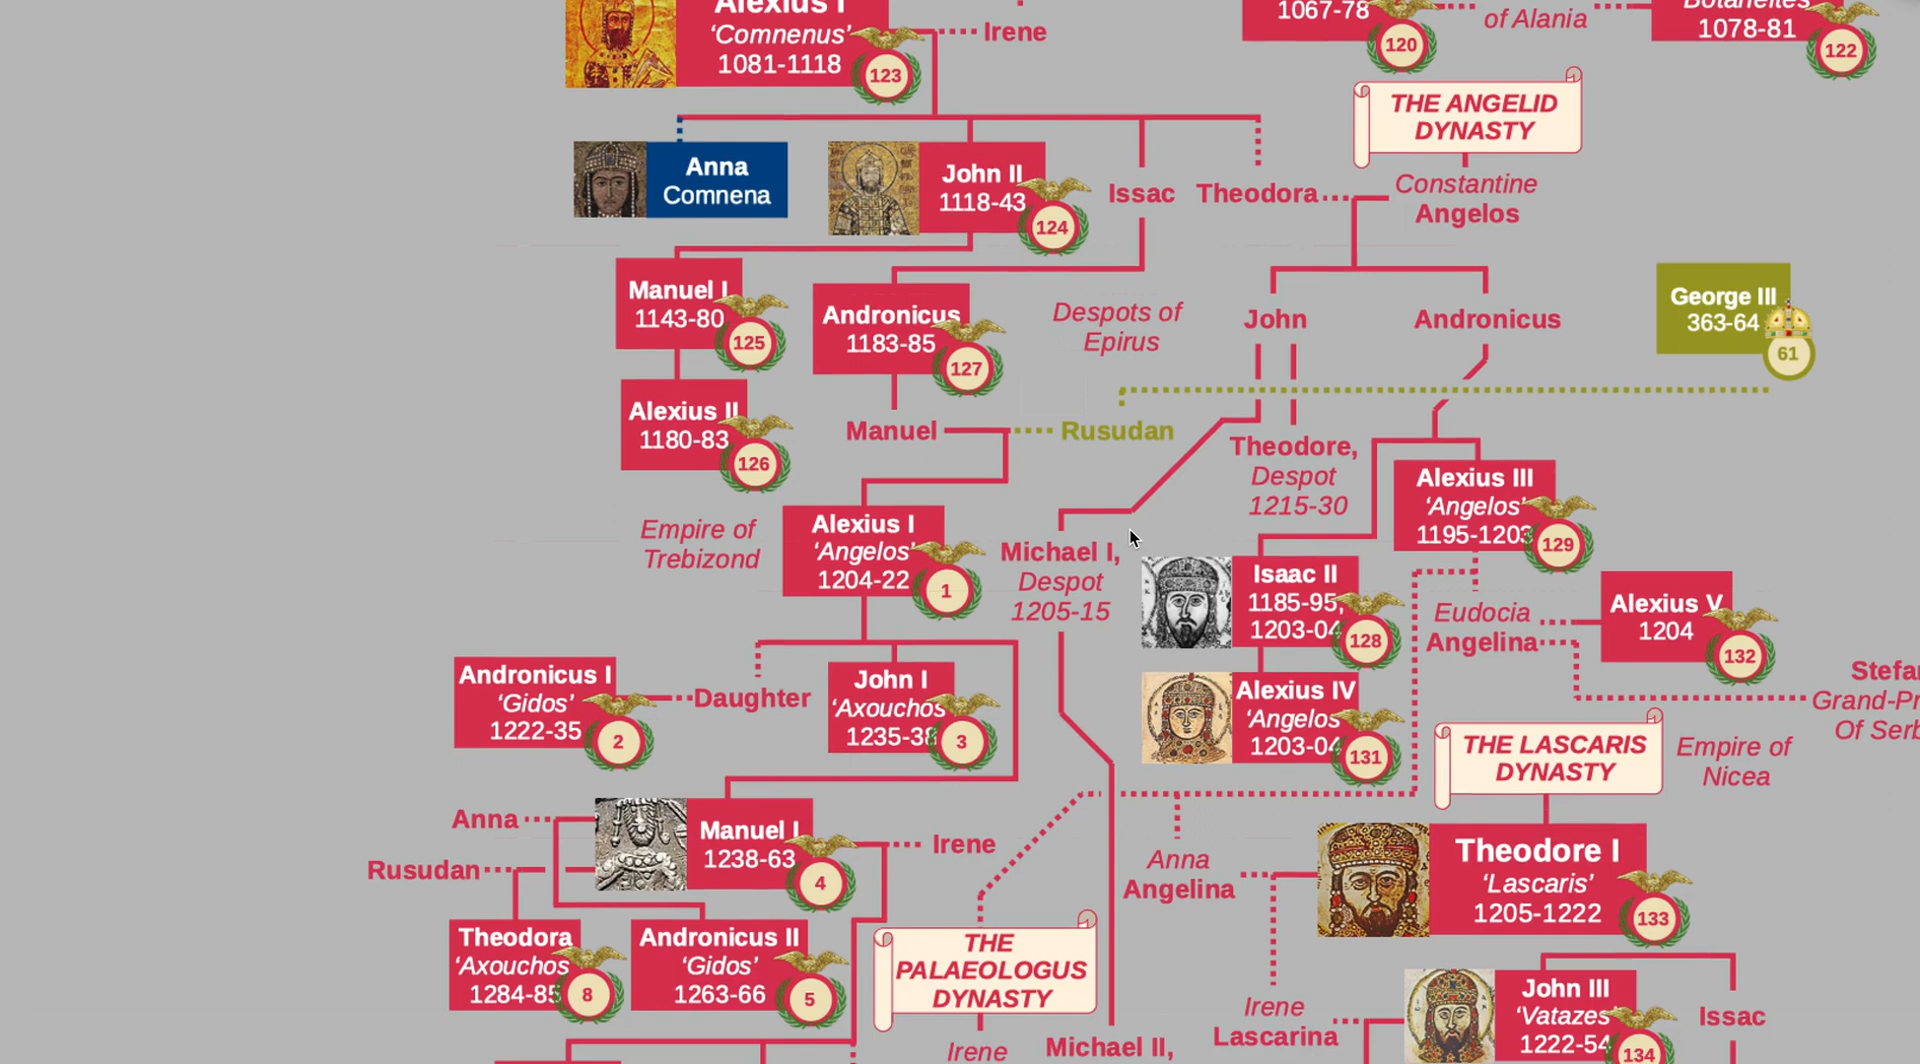 Alexius I
‘Comnenus’
1081-1118
123
Irene
1067-78
120
of Alania
Botaneites
1078-81
122
THE ANGELID
DYNASTY
Anna
Comnena
John II
1118-43
124
Issac
Theodora
Constantine
Angelos
Manuel I
1143-80
125
Andronicus
1183-85
127
Despots of
Epirus
John
Andronicus
George III
363-64
61
Alexius II
1180-83
126
Manuel
Rusudan
Theodore,
Despot
1215-30
Alexius III
‘Angelos’
1195-1203
129
Empire of
Trebizond
Alexius I
‘Angelos’
1204-22
1
Michael I,
Despot
1205-15
Isaac II
1185-95,
1203-04
128
Eudocia
Angelina
Alexius V
1204
132
Andronicus I
‘Gidos’
1222-35
2
Daughter
John I
‘Axouchos
1235-38
3
Alexius IV
‘Angelos
1203-04
131
Of
THE LASCARIS
DYNASTY
Empire of
Nicea
Anna
Rusudan
Manuel I
1238-63
4
Irene
Anna
Angelina
Theodore I
‘Lascaris’
1205-1222
133
Theodora
‘Axouchos
1284-85
8
Andronicus II
‘Gidos’
1263-66
5
THE
PALAEOLOGUS
DYNASTY
Irene
Michael II,
Irene
Lascarina
John III
‘Vatazes’
1222-54
134
Issac